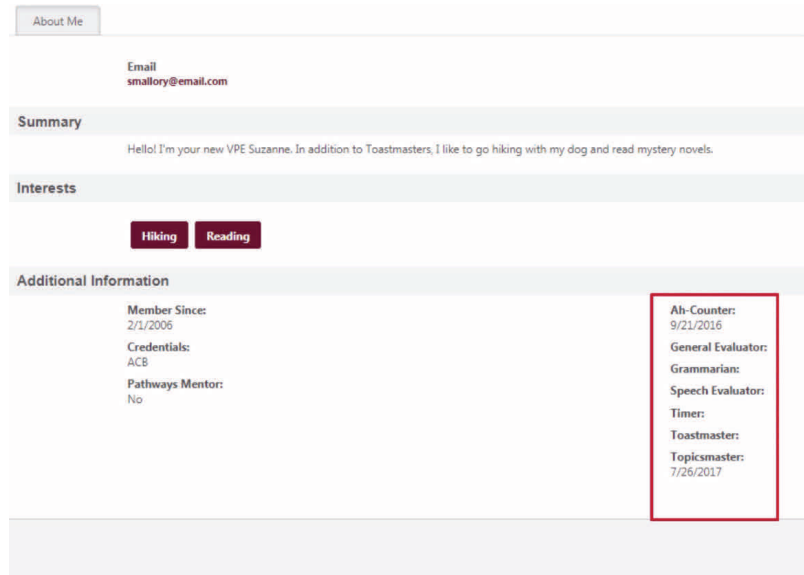 About Me
Email
smallory@email.com
Summary
Hello! I'm your new VPE Suzanne. In addition to Toastmasters, I like to go hiking with my dog and read mystery novels.
Interests
Hiking Reading
Additional Information
Member Since:
2/1/2006
Credentials:
ACB
Pathways Mentor:
No
Ah-Counter:
9/21/2016
General Evaluator:
Grammarian:
Speech Evaluator:
Timer:
Toastmaster:
Topicsmaster:
7/26/2017